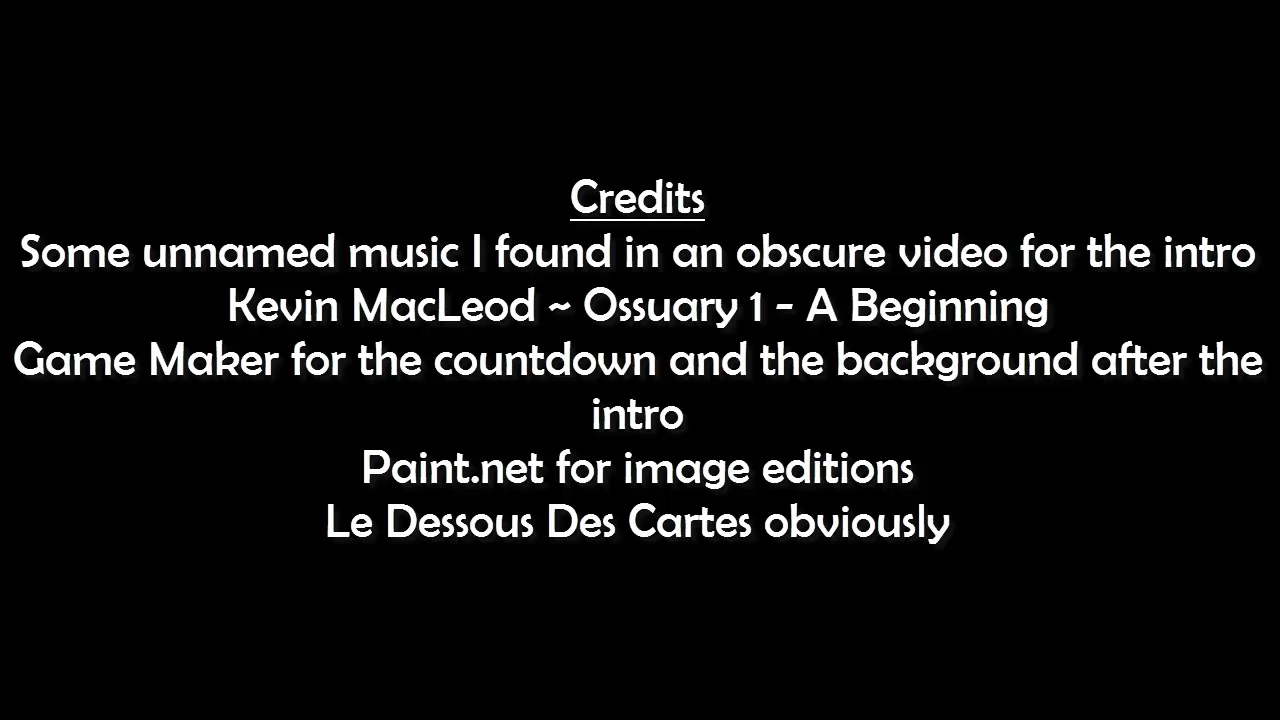 Credits
Some unnamed music I found in an obscure video for the intro
Kevin MacLeod ~ Ossuary 1 - A Beginning
Game Maker for the countdown and the background after the
intro
Paint.net for image editions
Le Dessous Des Cartes obviously